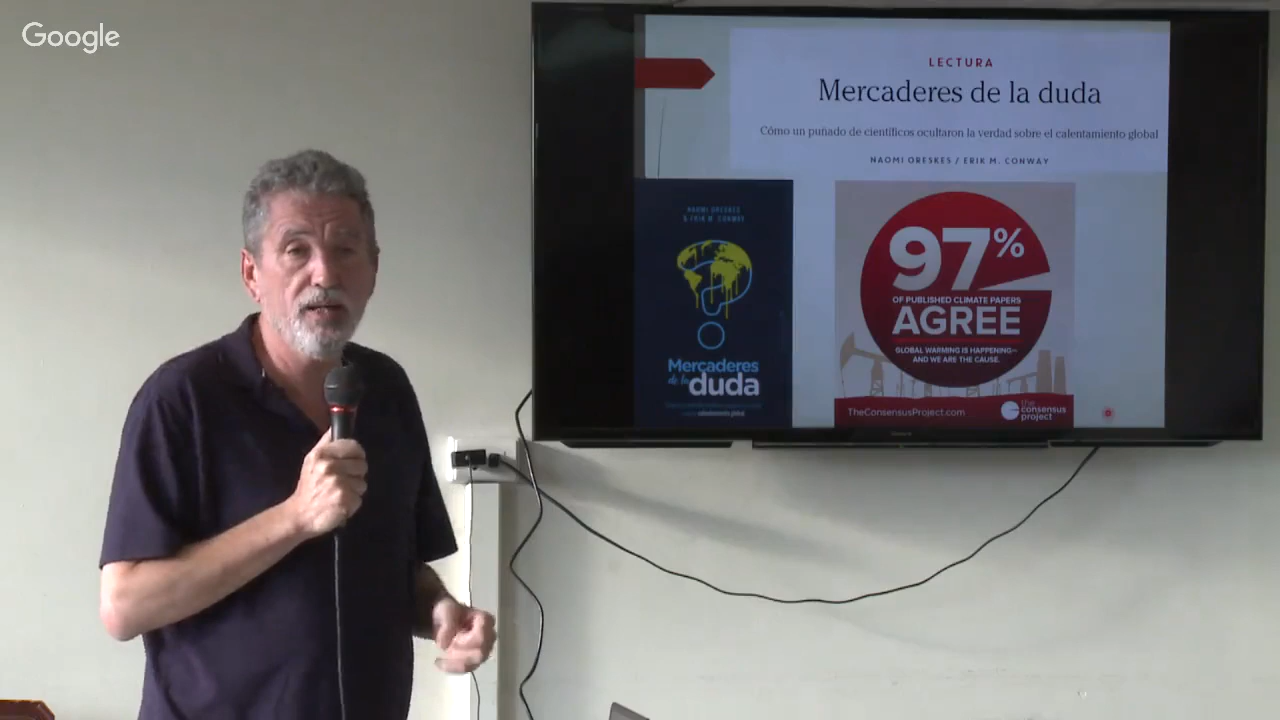 Google
LECTURA
Mercaderes de la duda
Cómo un puñado de científicos ocultaron la verdad sobre el calentamiento global
NAOMI ORESKES / ERIK M. CONWAY
NAOMI ORESKES
& ERIK M. CONWAY
Mercaderes
de la duda
97%
OF PUBLISHED CLIMATE PAPERS
AGREE
GLOBAL WARMING IS HAPPENING—
AND WE ARE THE CAUSE.
TheConsensusProject.com
the
consensus
project